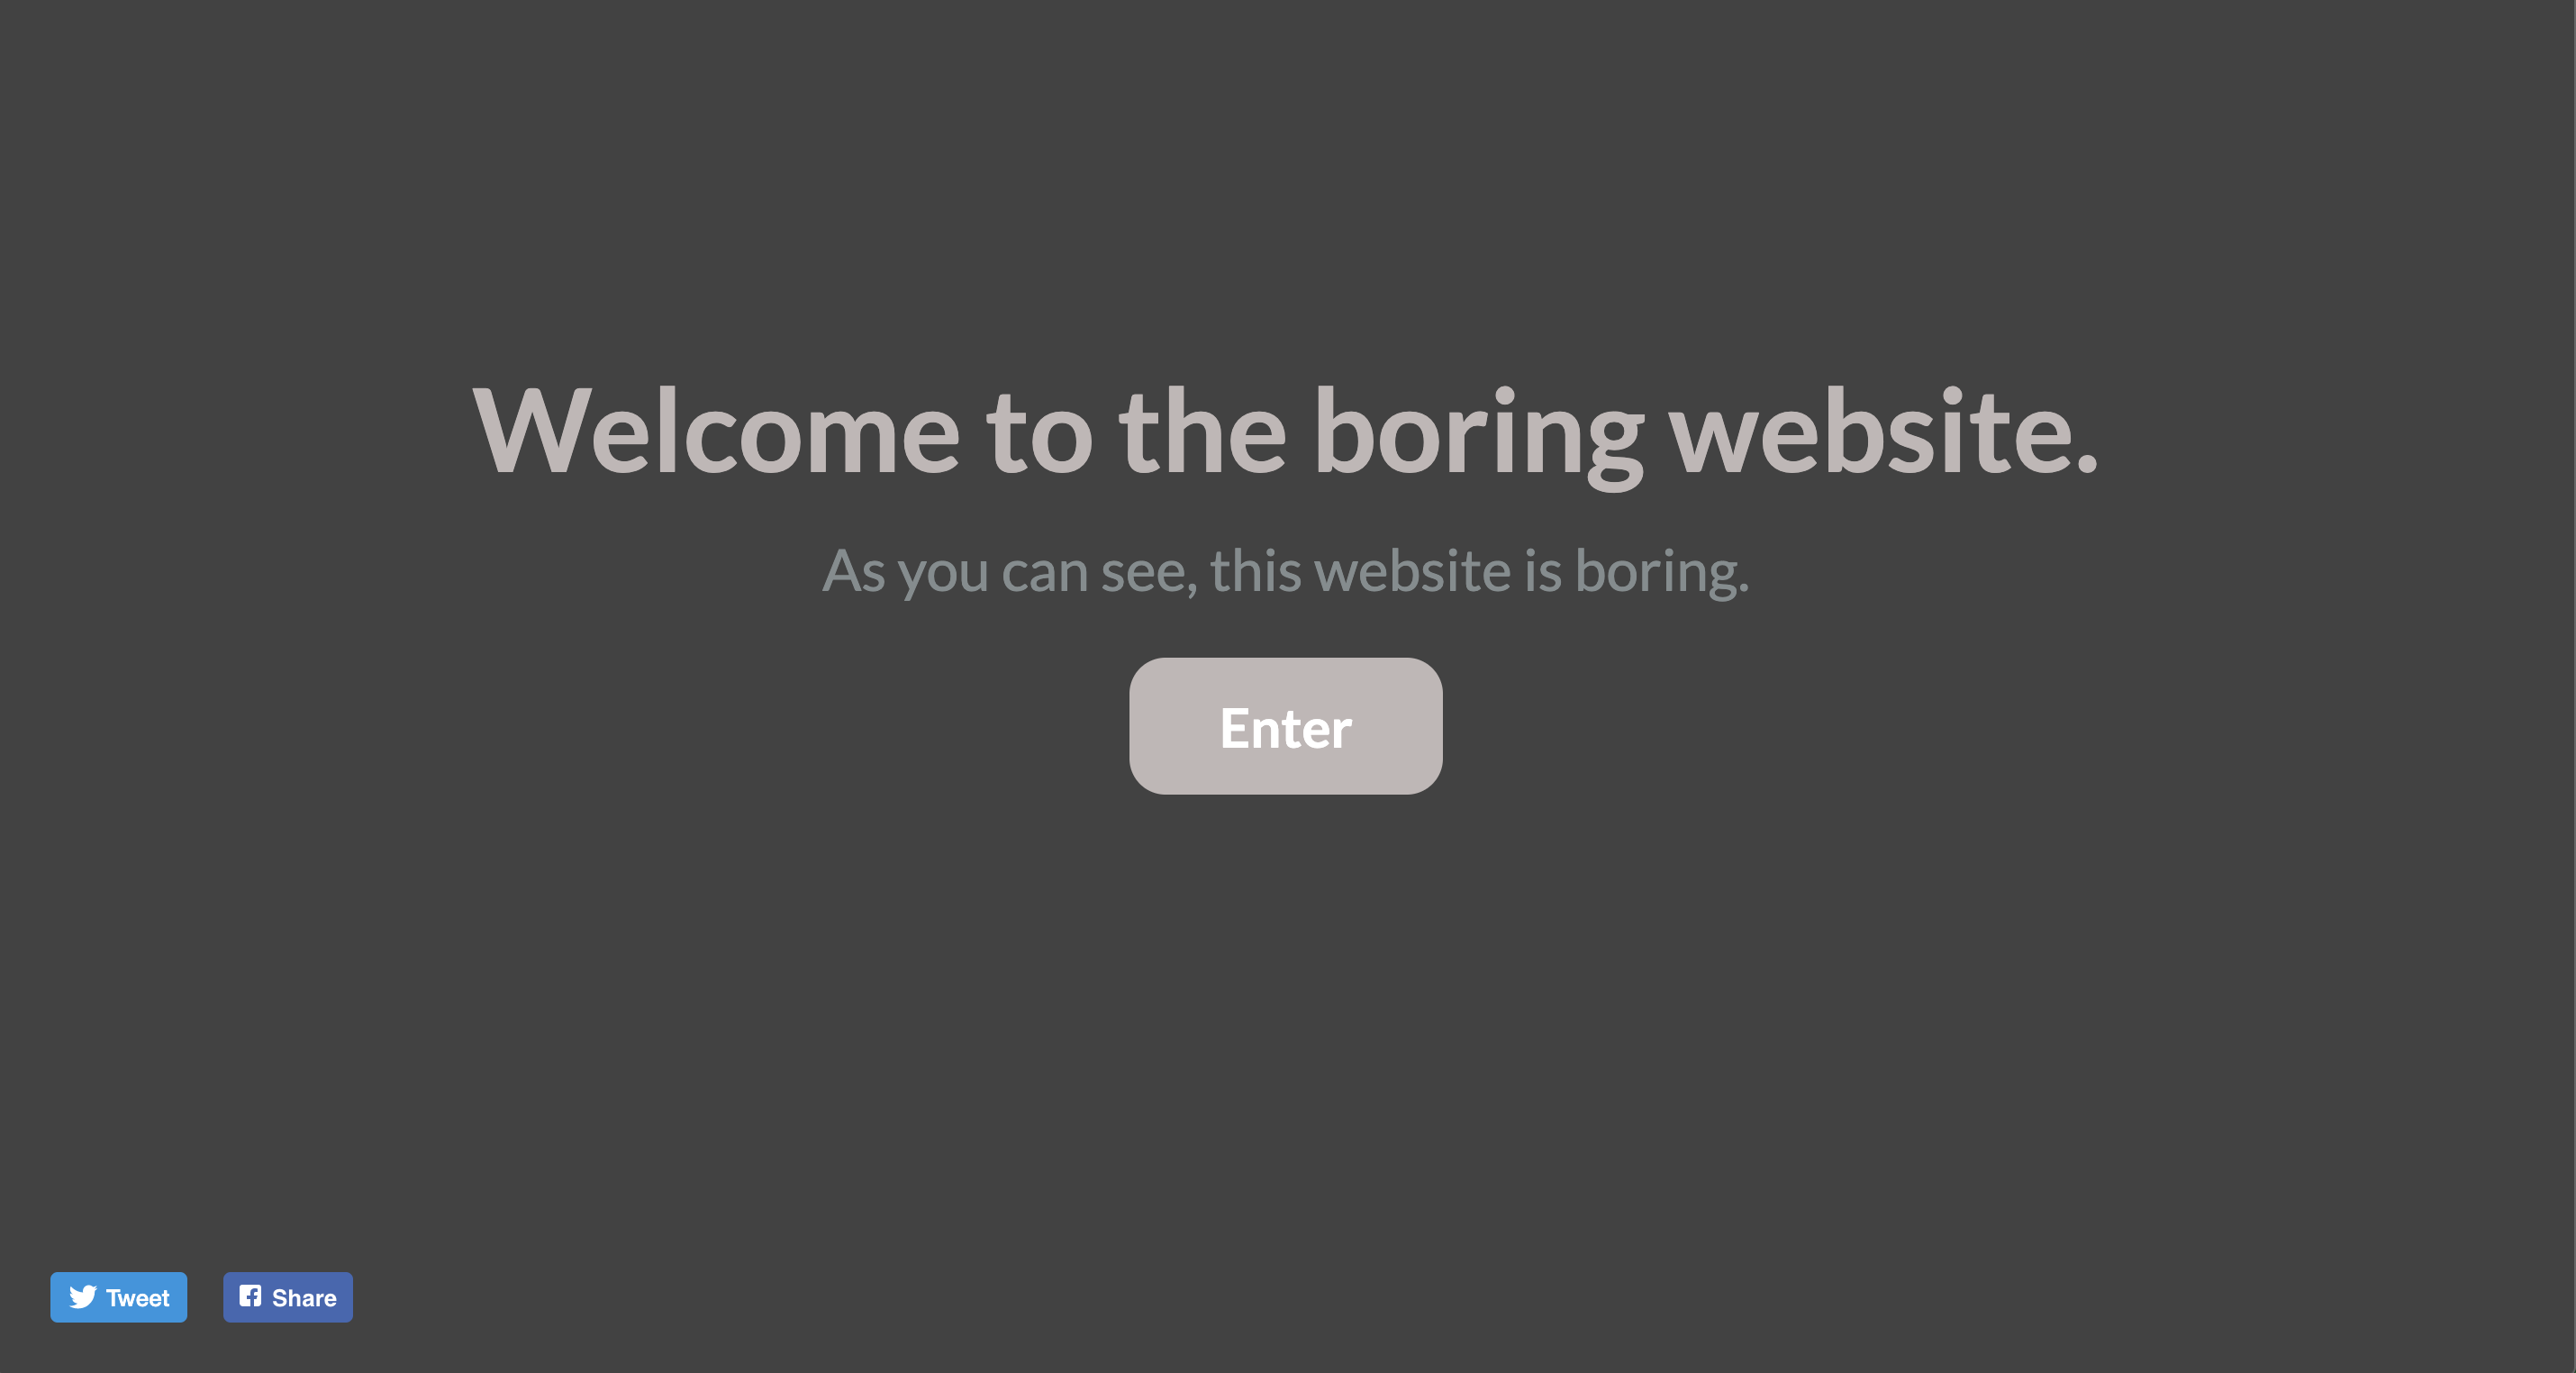 Welcome to the boring website.
As you can see, this website is boring.
Enter
Tweet
Share